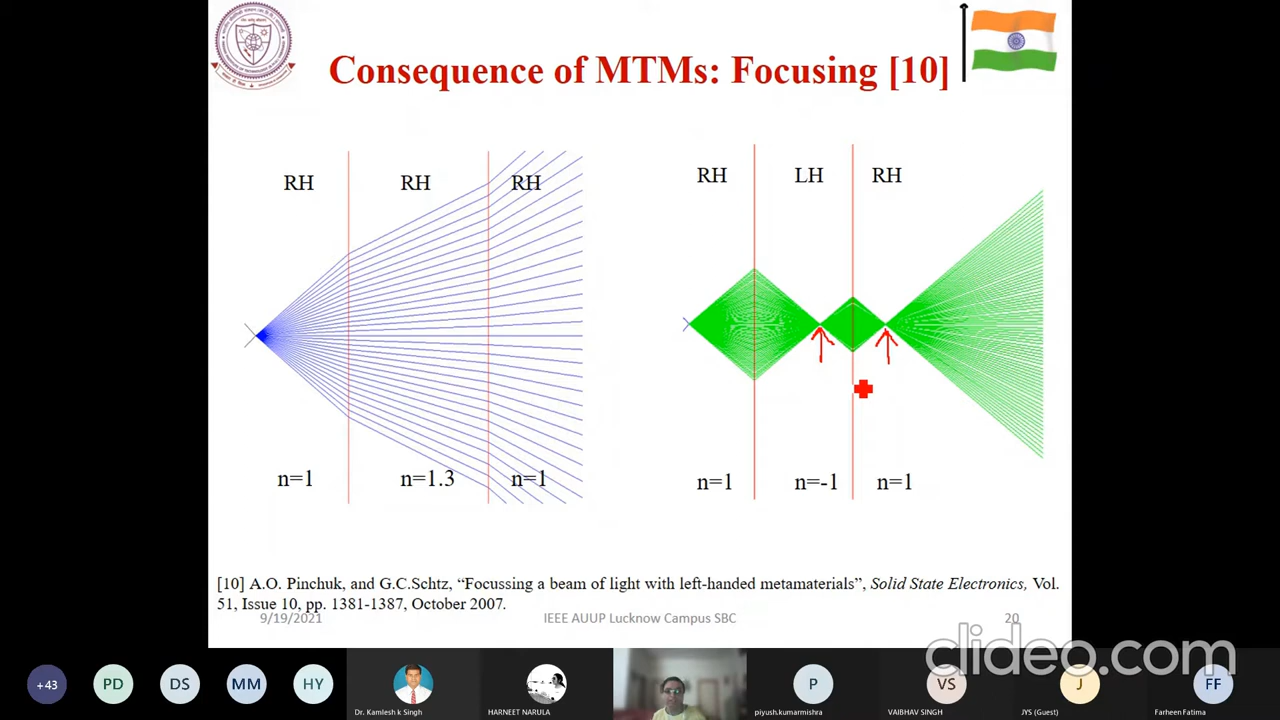 Consequence of MTMs: Focusing [10]
RH RH RH
RH LH RH
n=1 n=1.3 n=1
n=1 n=-1 n=1
[10] A.O. Pinchuk, and G.C.Schtz, “Focussing a beam of light with left-handed metamaterials”, Solid State Electronics, Vol.
51, Issue 10, pp. 1381-1387, October 2007.
9/19/2021 IEEE AUUP Lucknow Campus SBC 20
clideo.com
+43 PD DS MM HY P VS J FF
Dr. Kamlesh k Singh HARNEET NARULA piyush.kumarmishra VAIBHAV SINGH JYS (Guest) Farheen Fatima